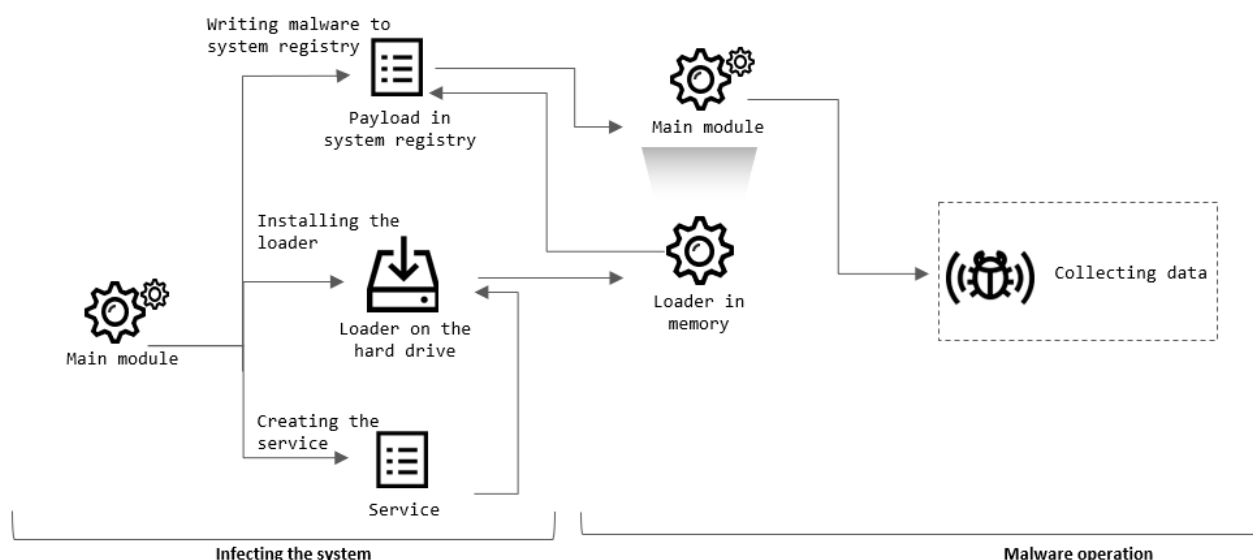 Writing malware to
system registry
Payload in
system registry
Main module
Installing the
loader
Loader on the
hard drive
Loader in
memory
Collecting data
Main module
Creating the
service
Service
Infecting the system
Malware operation